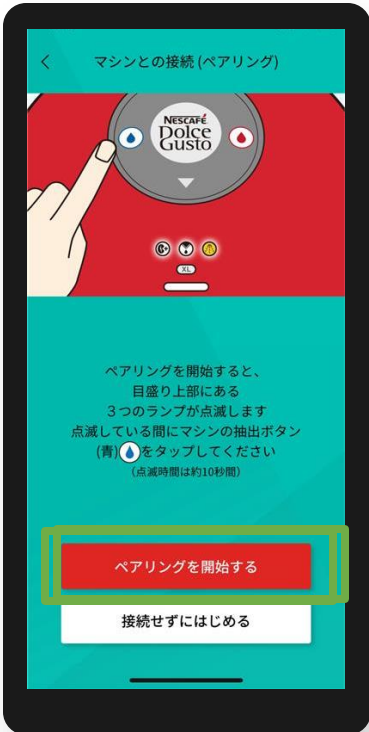 マシンとの接続 (ペアリング)
NESCAFÉ
Dolce
Gusto
XL
ペアリングを開始すると、
目盛り上部にある
３つのランプが点滅します
点滅している間にマシンの抽出ボタン
(青)をタップしてください
（点滅時間は約10秒間）
ペアリングを開始する
接続せずにはじめる